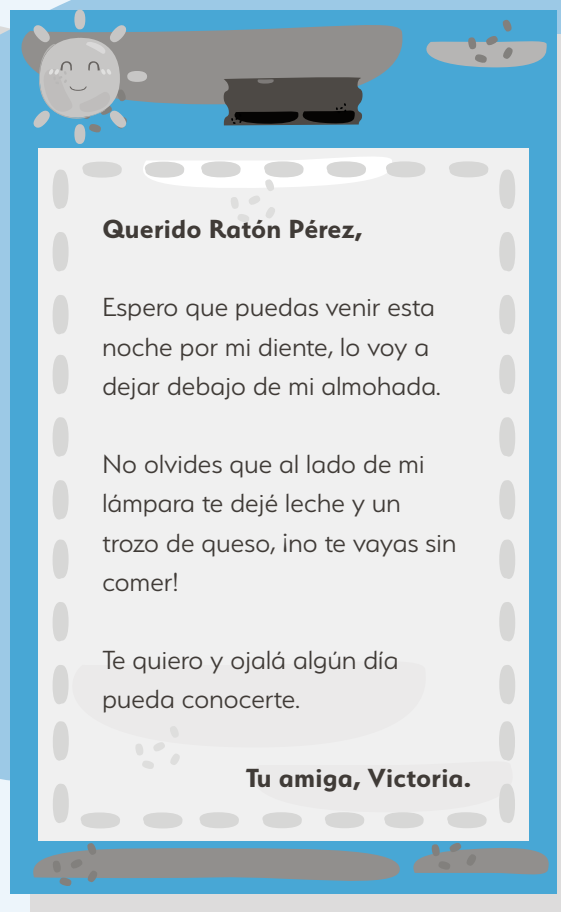 Querido Ratón Pérez,
Espero que puedas venir esta
noche por mi diente, lo voy a
dejar debajo de mi almohada.
No olvides que al lado de mi
lámpara te dejé leche y un
trozo de queso, ¡no te vayas sin
comer!
Te quiero y ojalá algún día
pueda conocerte.
Tu amiga, Victoria.